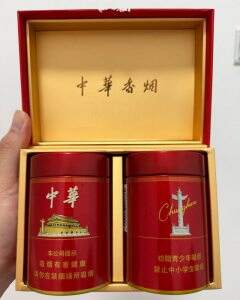 中華香烟
中華
本公司提示
吸烟有害健康
请勿在禁烟场所吸烟
Chunghwa
劝阻青少年吸烟
禁止中小学生吸烟